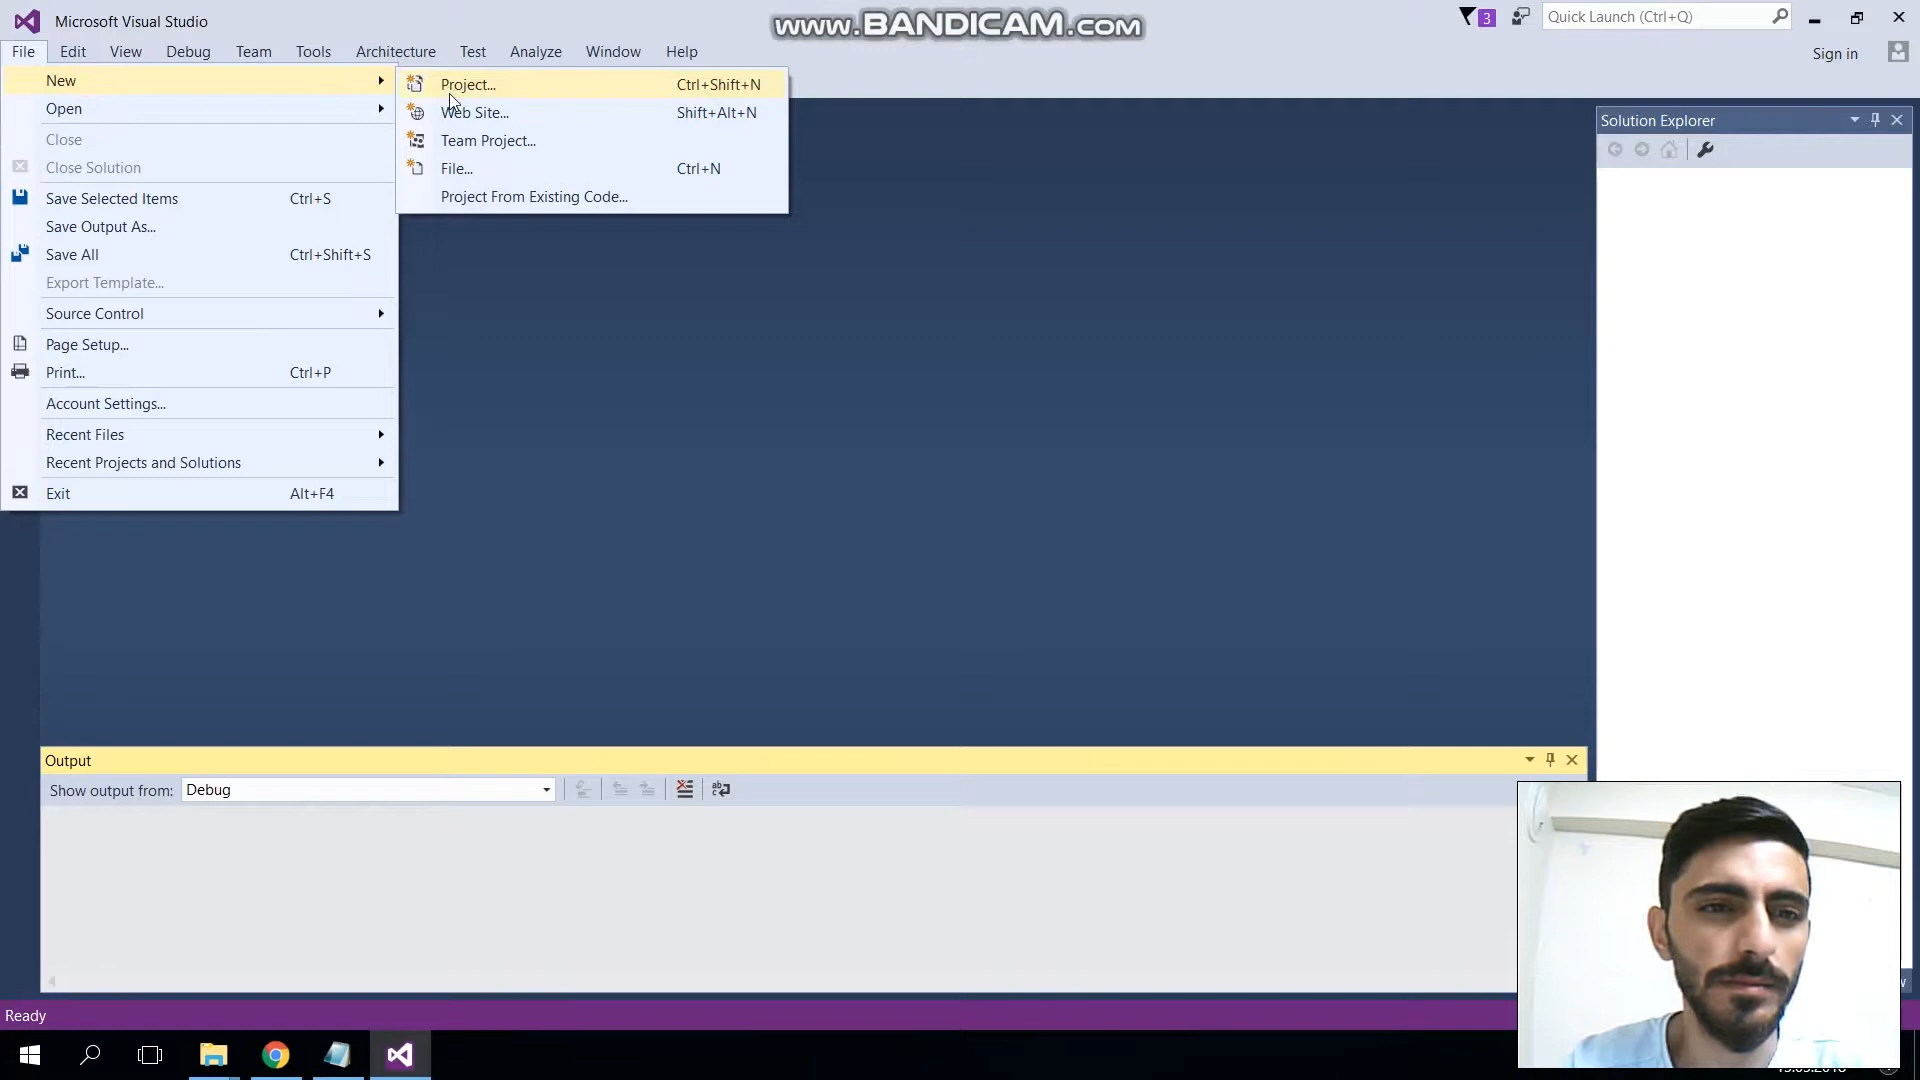 Microsoft Visual Studio
www.BANDICAM.com
3
Quick Launch (Ctrl+Q)
File Edit View Debug Team Tools Architecture Test Analyze Window Help
Sign in
New
Open
Close
Close Solution
Save Selected Items Ctrl+S
Save Output As...
Save All Ctrl+Shift+S
Export Template...
Source Control
Page Setup...
Print... Ctrl+P
Account Settings...
Recent Files
Recent Projects and Solutions
Exit Alt+F4
Project... Ctrl+Shift+N
Web Site... Shift+Alt+N
Team Project...
File... Ctrl+N
Project From Existing Code...
Solution Explorer
Output
Show output from: Debug
Ready